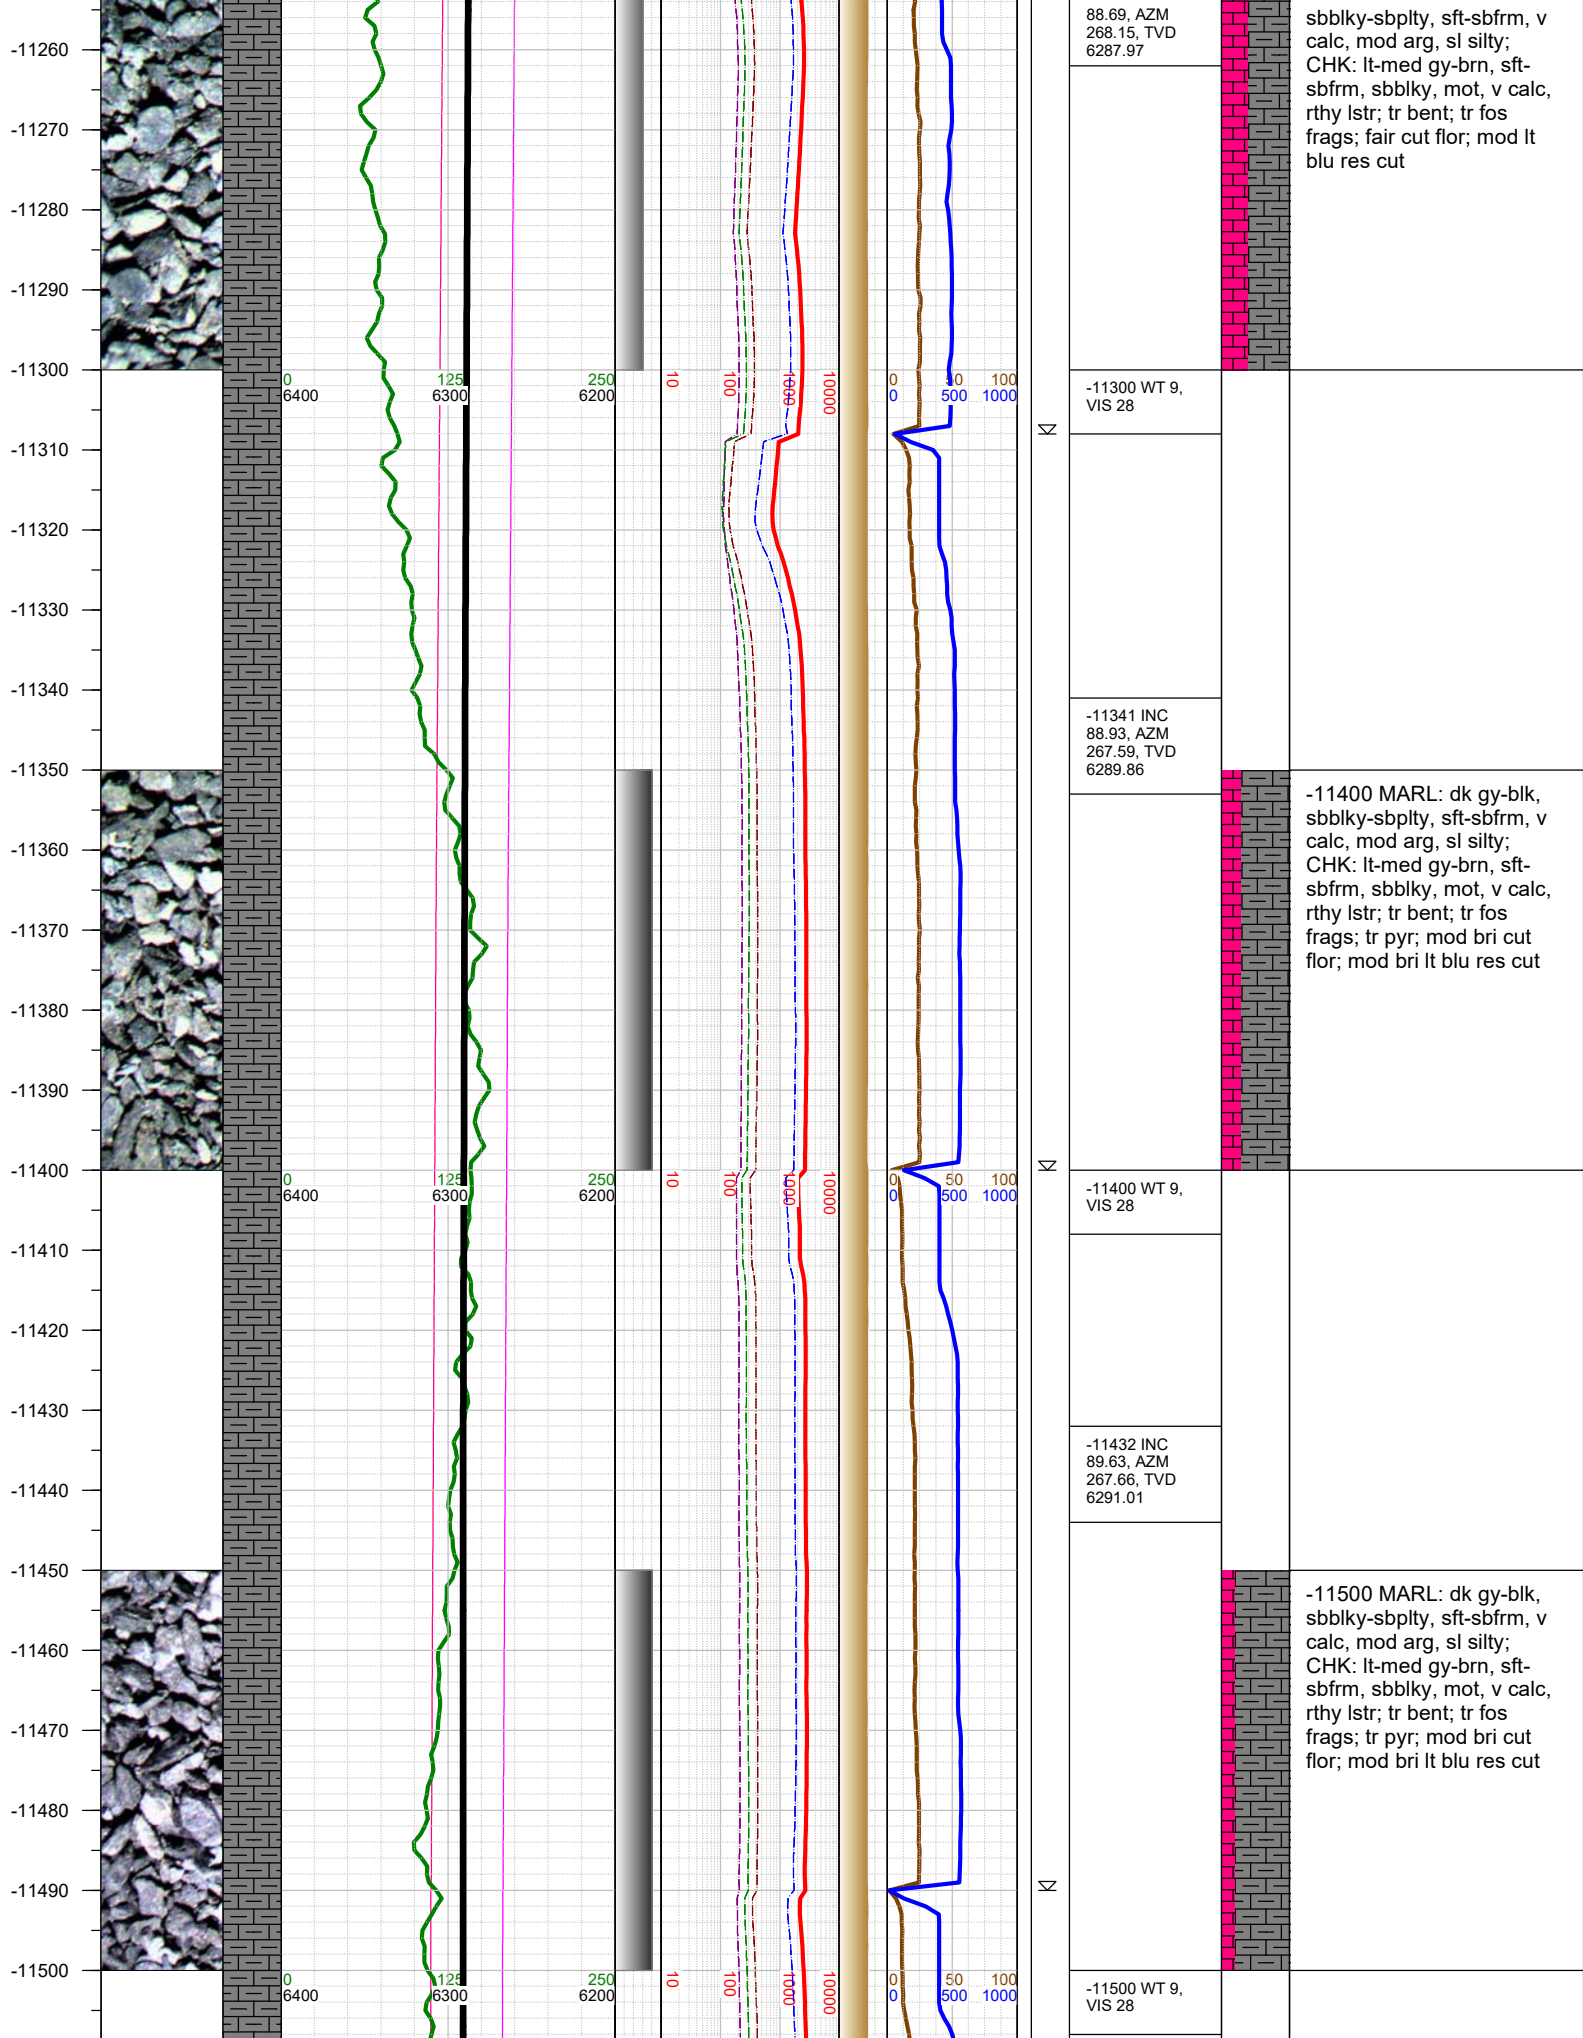 88.69, AZM
268.15, TVD
6287.97
sbblky-sbplty, sft-sbfrm, v
calc, mod arg, sl silty;
CHK: lt-med gy-brn, sft-
sbfrm, sbblky, mot, v calc,
rthy lstr; tr bent; tr fos
frags; fair cut flor; mod lt
blu res cut
-11260
-11270
-11280
-11290
-11300
0 125 250
6400 6300 6200
10 100 1000 10000
0 50 100
0 500 1000
-11300 WT 9,
VIS 28
-11310
-11320
-11330
-11340
-11341 INC
88.93, AZM
267.59, TVD
6289.86
-11350
-11400 MARL: dk gy-blk,
sbblky-sbplty, sft-sbfrm, v
calc, mod arg, sl silty;
CHK: lt-med gy-brn, sft-
sbfrm, sbblky, mot, v calc,
rthy lstr; tr bent; tr fos
frags; tr pyr; mod bri cut
flor; mod bri lt blu res cut
-11360
-11370
-11380
-11390
-11400
0 125 250
6400 6300 6200
10 100 1000 10000
0 50 100
0 500 1000
-11400 WT 9,
VIS 28
-11410
-11420
-11430
-11432 INC
89.63, AZM
267.66, TVD
6291.01
-11440
-11450
-11500 MARL: dk gy-blk,
sbblky-sbplty, sft-sbfrm, v
calc, mod arg, sl silty;
CHK: lt-med gy-brn, sft-
sbfrm, sbblky, mot, v calc,
rthy lstr; tr bent; tr fos
frags; tr pyr; mod bri cut
flor; mod bri lt blu res cut
-11460
-11470
-11480
-11490
-11500
0 125 250
6400 6300 6200
10 100 1000 10000
0 50 100
0 500 1000
-11500 WT 9,
VIS 28